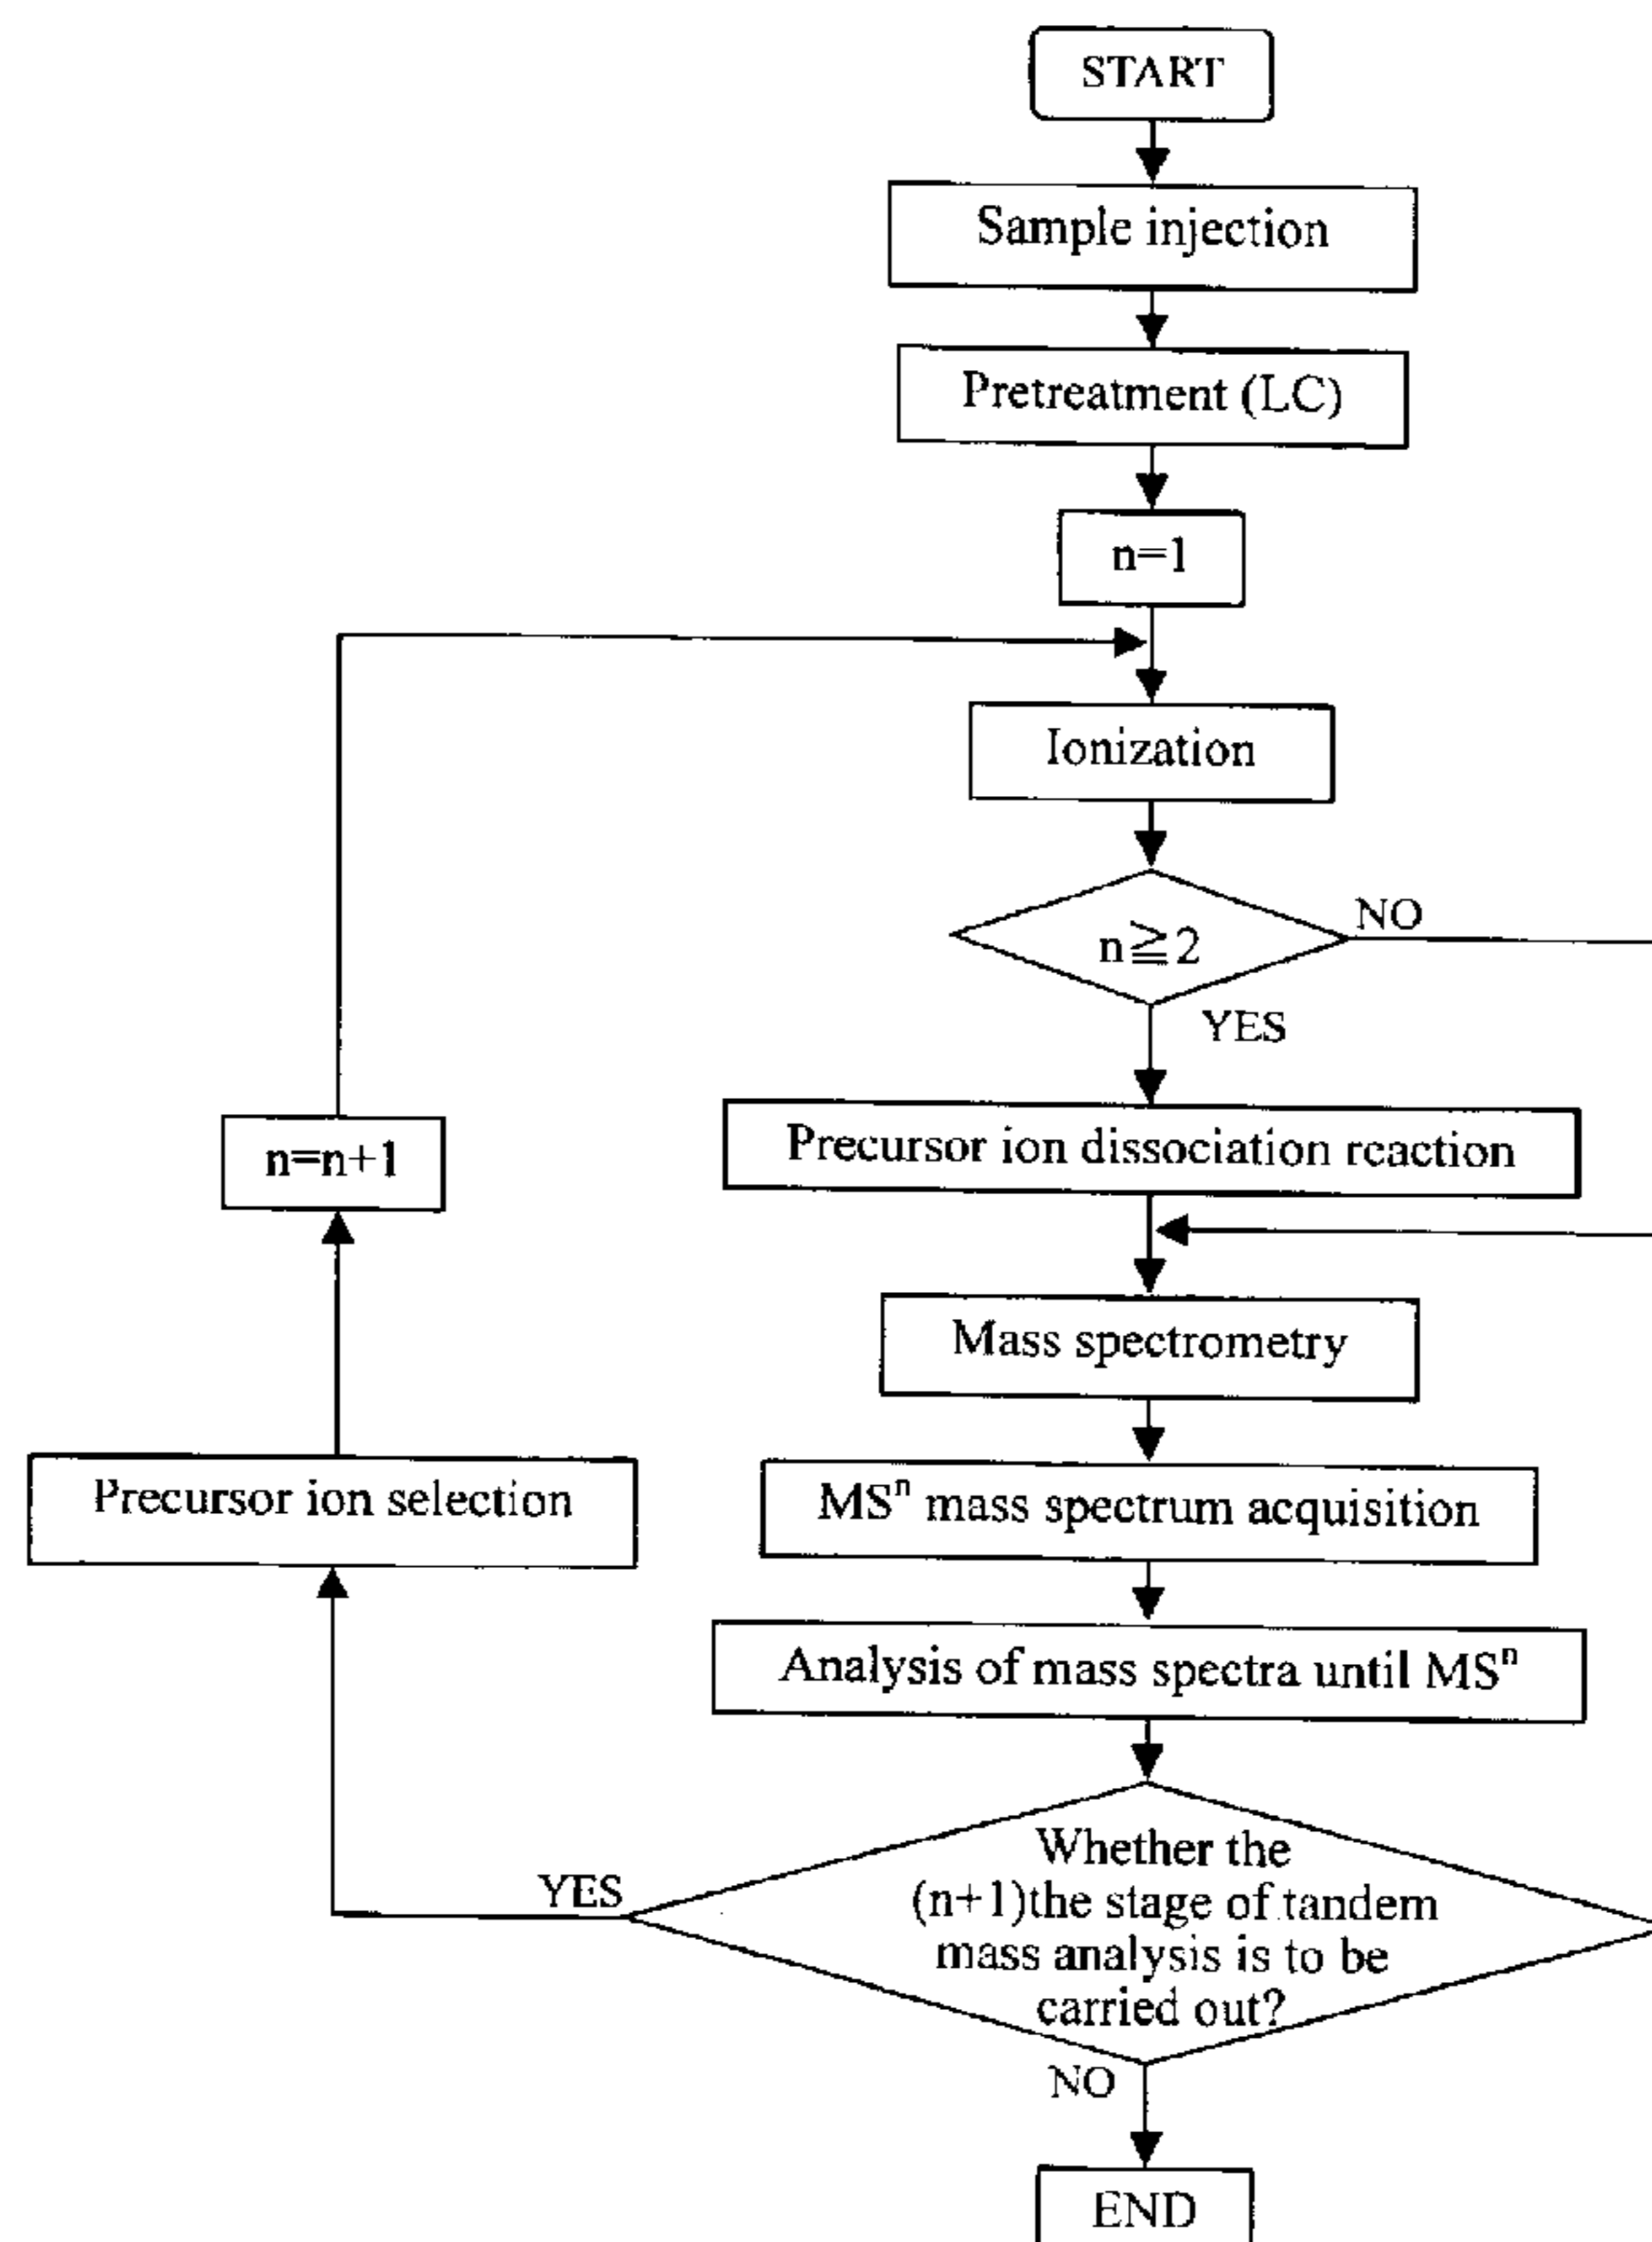 START
Sample injection
Pretreatment (LC)
n=1
Ionization
n≧2
NO
YES
Precursor ion dissociation reaction
n=n+1
Mass spectrometry
Precursor ion selection
MSⁿ mass spectrum acquisition
Analysis of mass spectra until MSⁿ
Whether the
(n+1)the stage of tandem
mass analysis is to be
carried out?
YES
NO
END